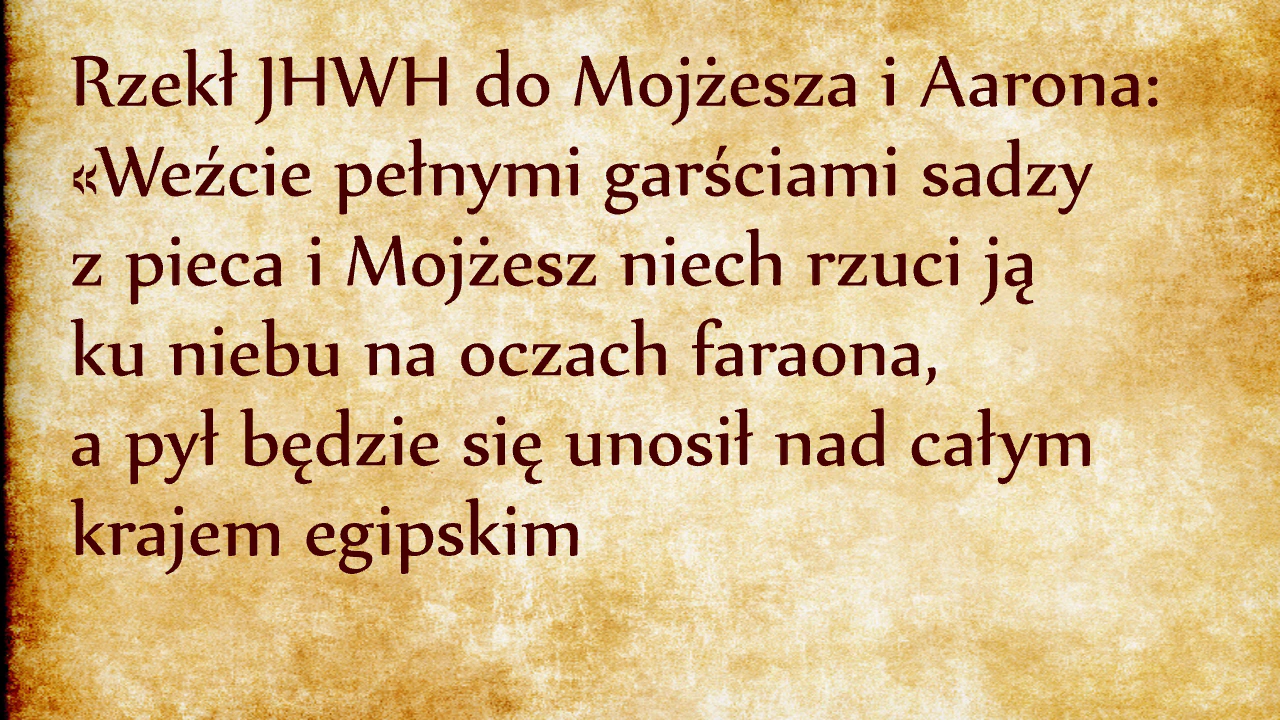 Rzekł JHWH do Mojżesza i Aarona:
«Weźcie pełnymi garściami sadzy
z pieca i Mojżesz niech rzuci ją
ku niebu na oczach faraona,
a pył będzie się unosił nad całym
krajem egipskim